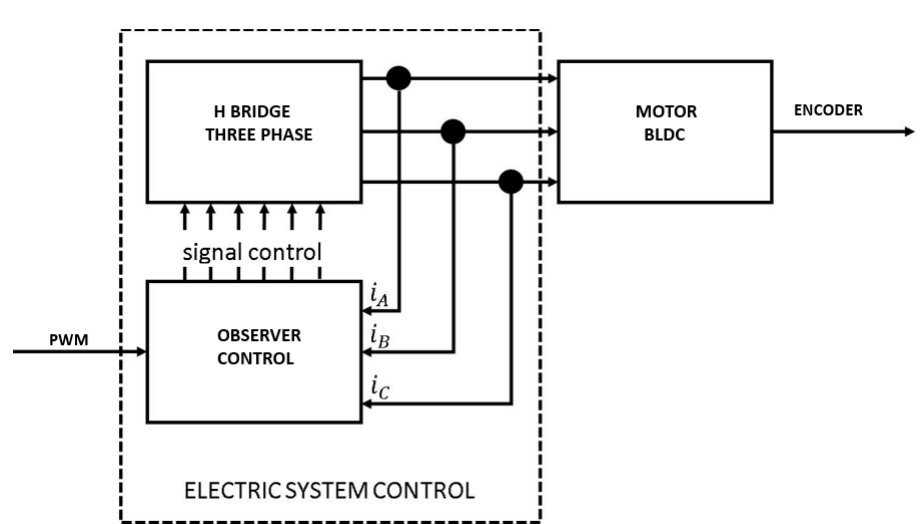 H BRIDGE
THREE PHASE
MOTOR
BLDC
ENCODER
signal control
i_A
PWM
OBSERVER
CONTROL
i_B
i_C
ELECTRIC SYSTEM CONTROL